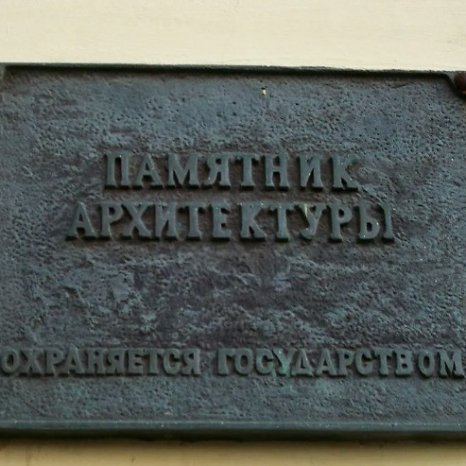 ПАМЯТНИК
АРХИТЕКТУРЫ
ОХРАНЯЕТСЯ ГОСУДАРСТВОМ